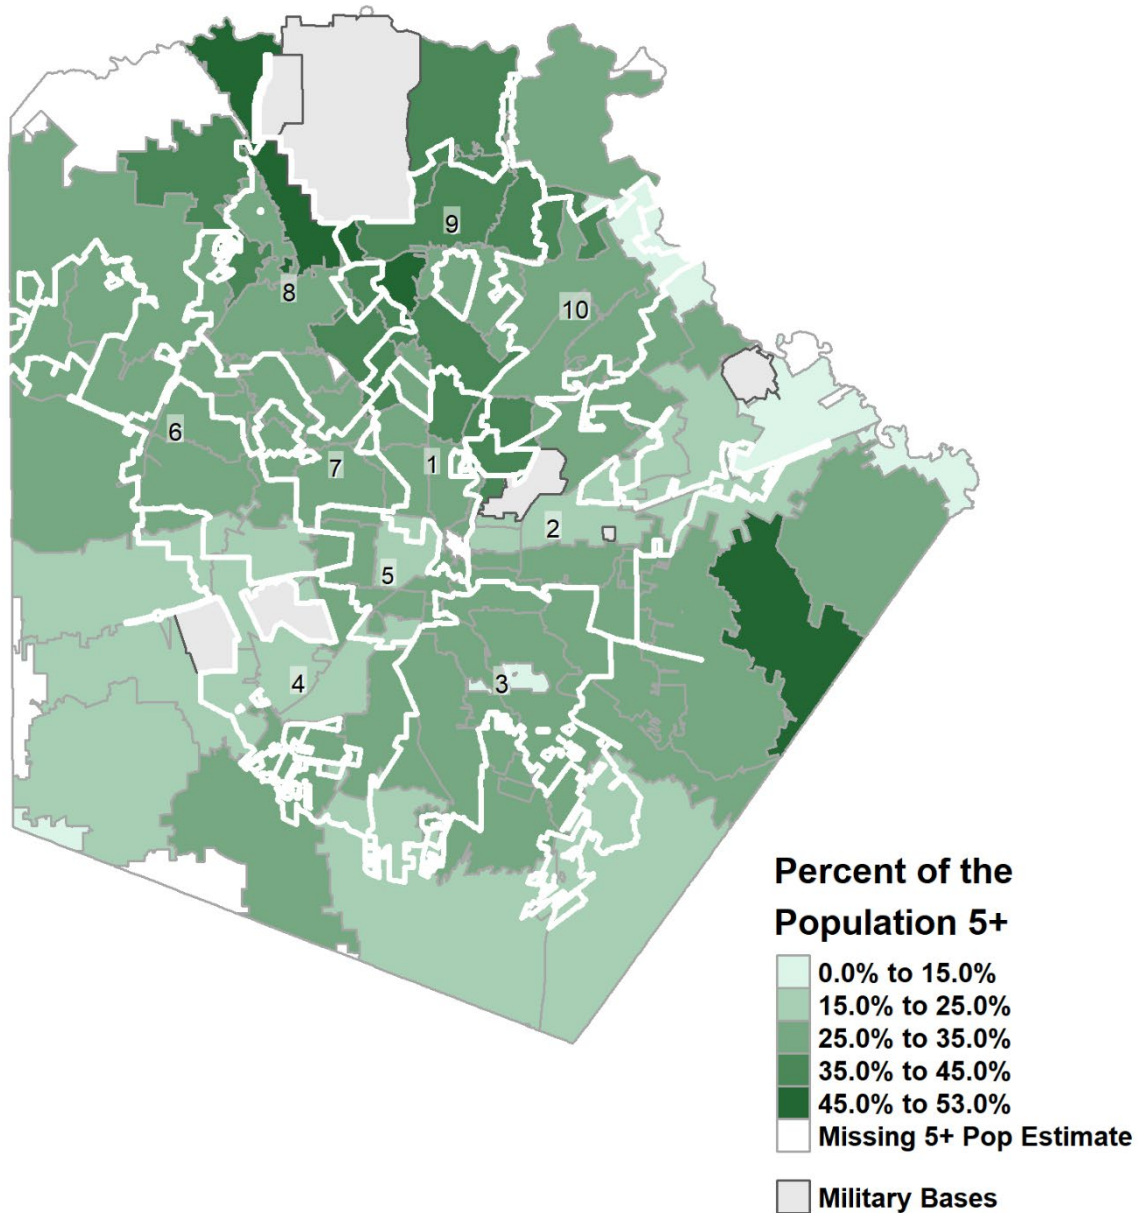 9
8
10
6
7
1
2
5
4
3
Percent of the
Population 5+
0.0% to 15.0%
15.0% to 25.0%
25.0% to 35.0%
35.0% to 45.0%
45.0% to 53.0%
Missing 5+ Pop Estimate
Military Bases